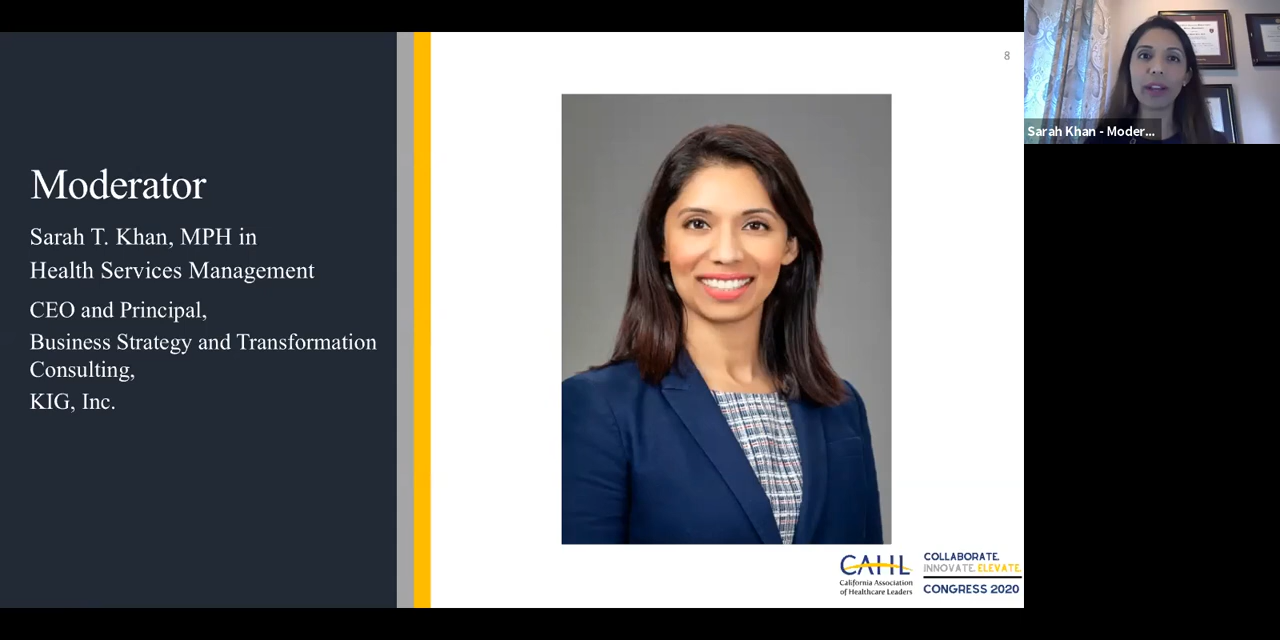 Moderator
Sarah T. Khan, MPH in
Health Services Management
CEO and Principal,
Business Strategy and Transformation
Consulting,
KIG, Inc.
8
CAHL
California Association
of Healthcare Leaders
COLLABORATE.
INNOVATE. ELEVATE.
CONGRESS 2020
Sarah Khan - Moder...